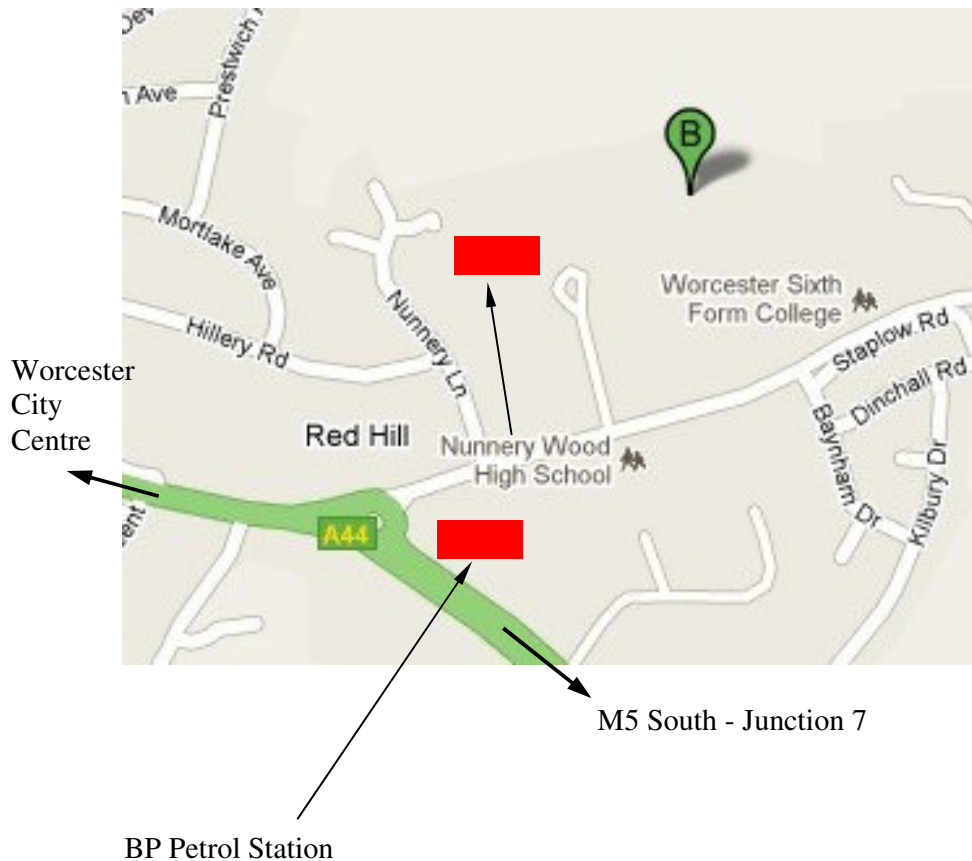 Prestwich
Ave
B
Mortlake Ave
Hillery Rd
Nunnery Ln
Worcester Sixth
Form College
Staplow Rd
Dinchall Rd
Baynham Dr
Kilbury Dr
Worcester
City
Centre
Red Hill
Nunnery Wood
High School
A44
M5 South - Junction 7
BP Petrol Station